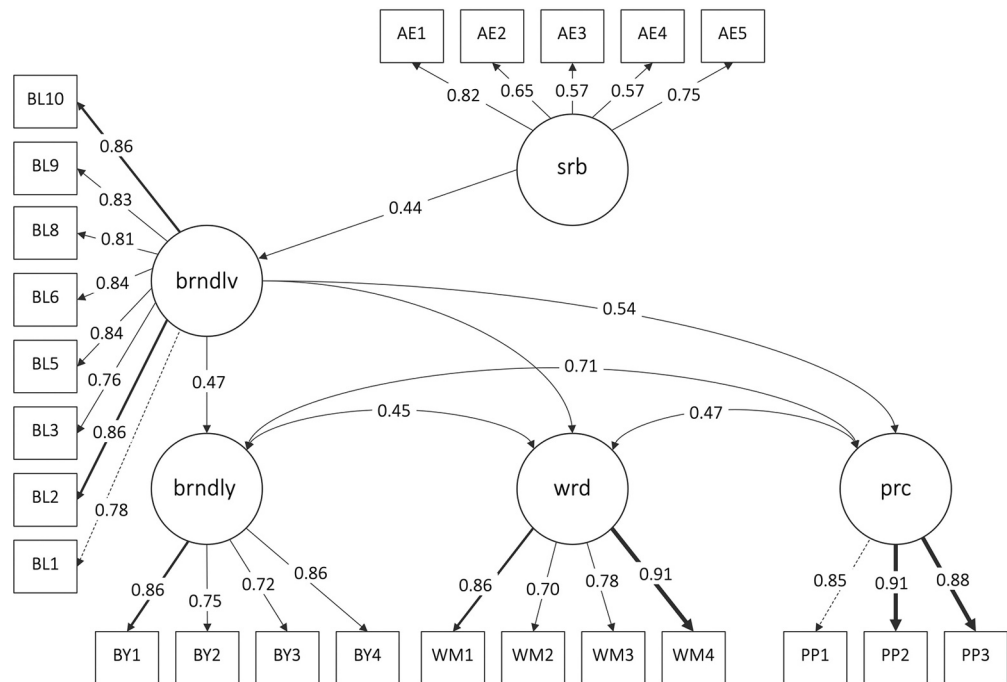 AE1 AE2 AE3 AE4 AE5
0.82 0.65 0.57 0.57 0.75
srb
BL10
BL9
BL8
BL6
BL5
BL3
BL2
BL1
0.86
0.83
0.81
0.84
0.84
0.76
0.86
0.78
brndlv
0.44
0.54
0.47
0.71
0.45
0.47
brndly
wrd
prc
0.86 0.75 0.72 0.86
0.86 0.70 0.78 0.91
0.85 0.91 0.88
BY1 BY2 BY3 BY4
WM1 WM2 WM3 WM4
PP1 PP2 PP3